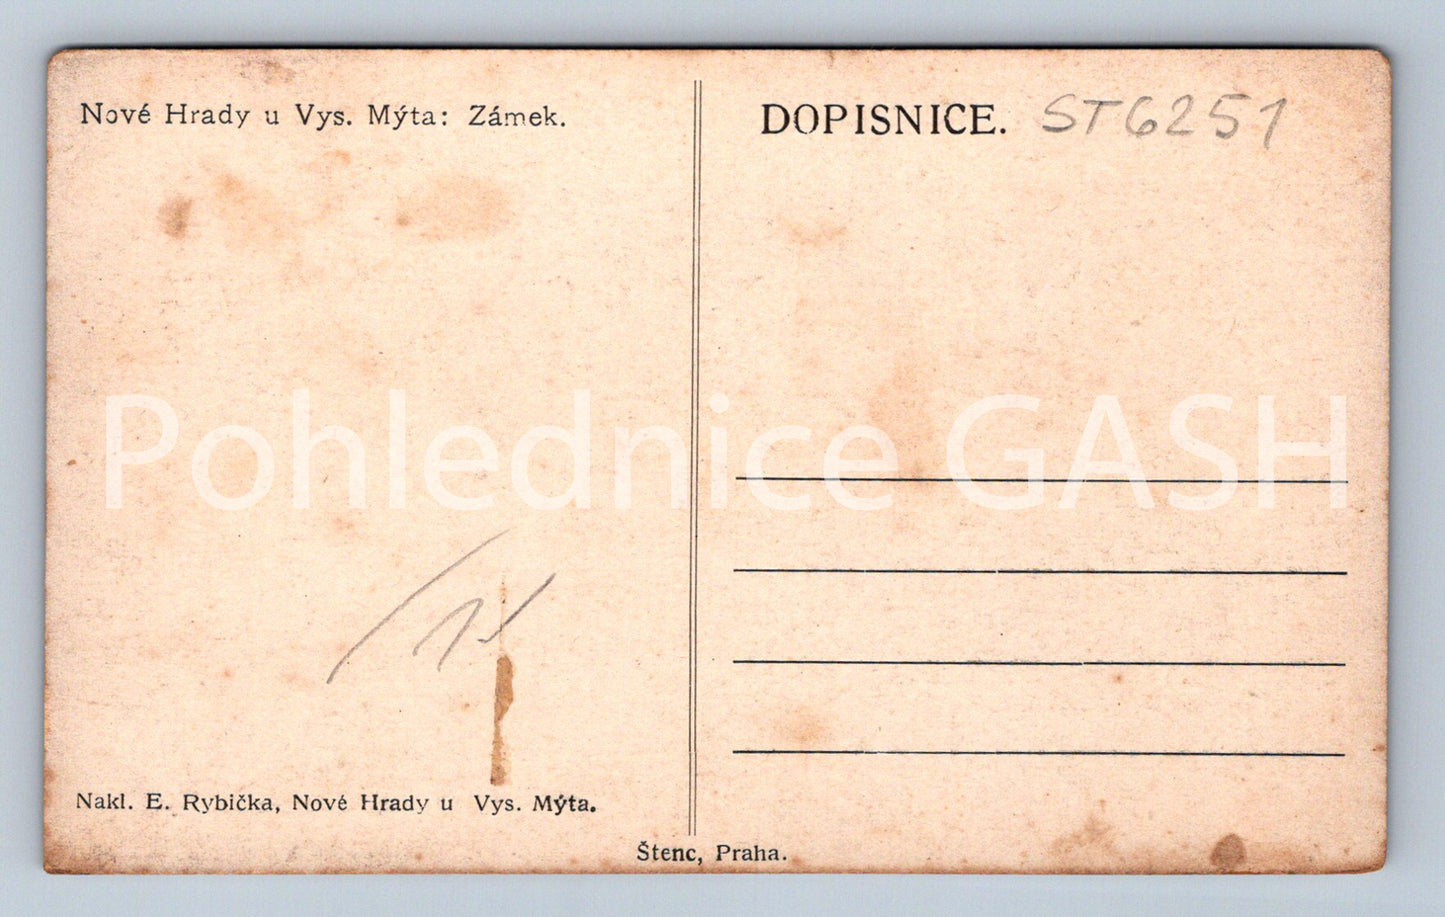 Nové Hrady u Vys. Mýta: Zámek.
DOPISNICE. ST6251
Pohlednice GASH
Nakl. E. Rybička, Nové Hrady u Vys. Mýta.
Štenc, Praha.